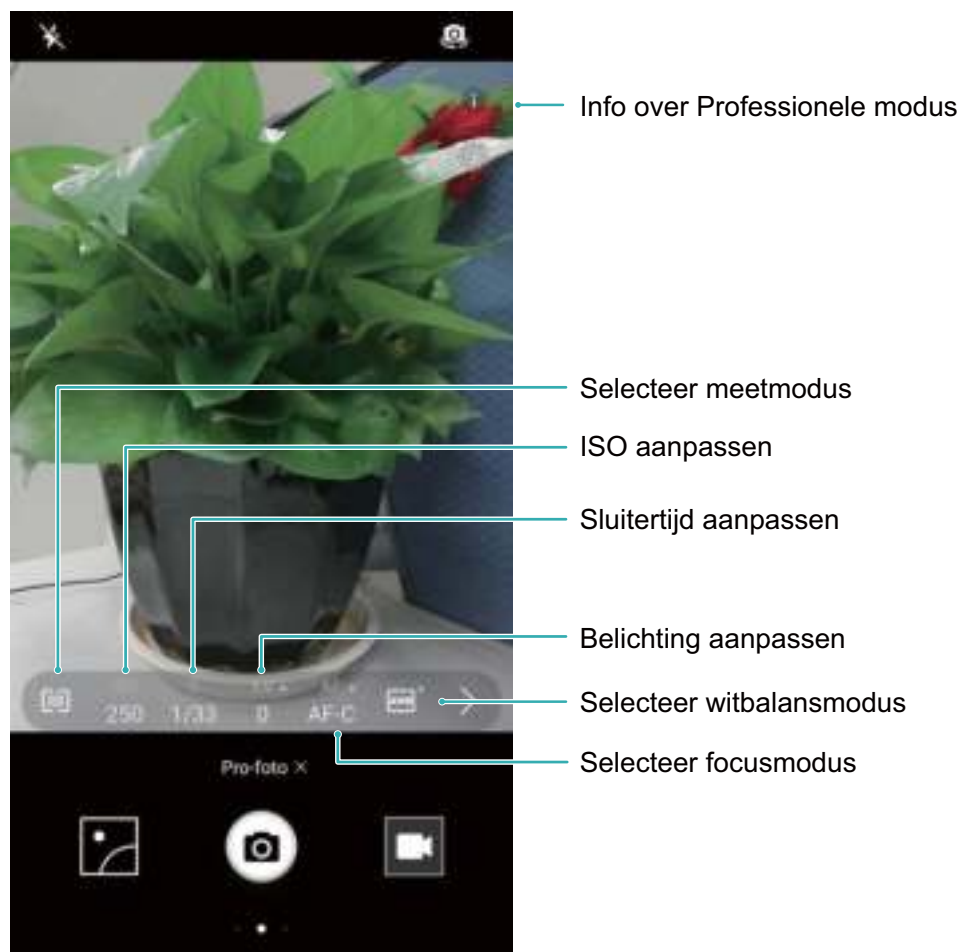 Info over Professionele modus
Selecteer meetmodus
ISO aanpassen
Sluitertijd aanpassen
Belichting aanpassen
Selecteer witbalansmodus
250 1/33 0 AF-C
Selecteer focusmodus
Pro-foto ×